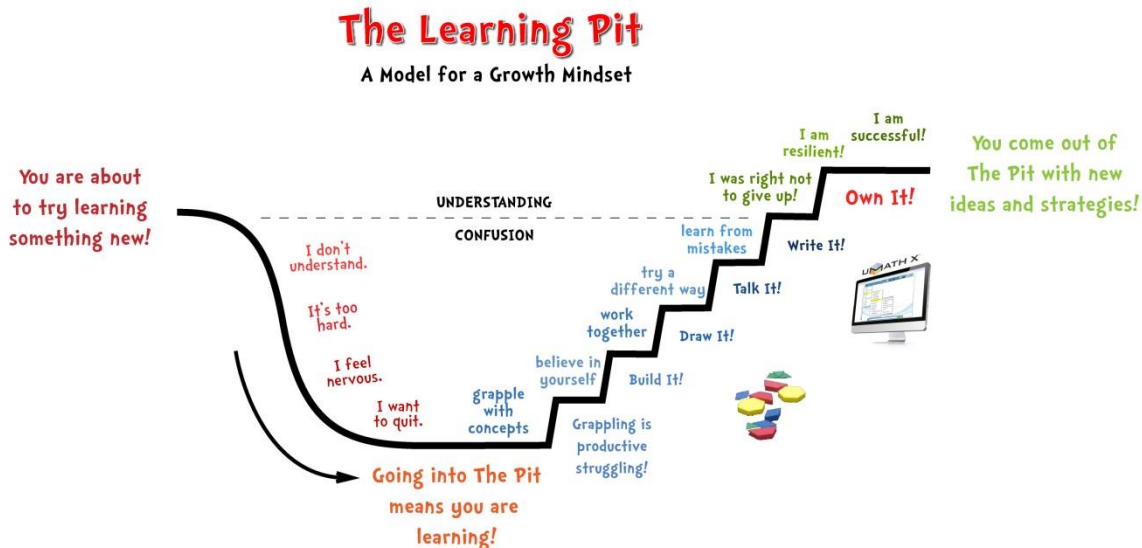 The Learning Pit
A Model for a Growth Mindset
You are about
to try learning
something new!
UNDERSTANDING
CONFUSION
I don't
understand.
It's too
hard.
I feel
nervous.
I want
to quit.
Going into The Pit
means you are
learning!
grapple
with
concepts
Grappling is
productive
struggling!
believe in
yourself
Build It!
work
together
Draw It!
try a
different way
Talk It!
learn from
mistakes
Write It!
I was right not
to give up!
Own It!
I am
resilient!
I am
successful!
You come out of
The Pit with new
ideas and strategies!
uMATH X